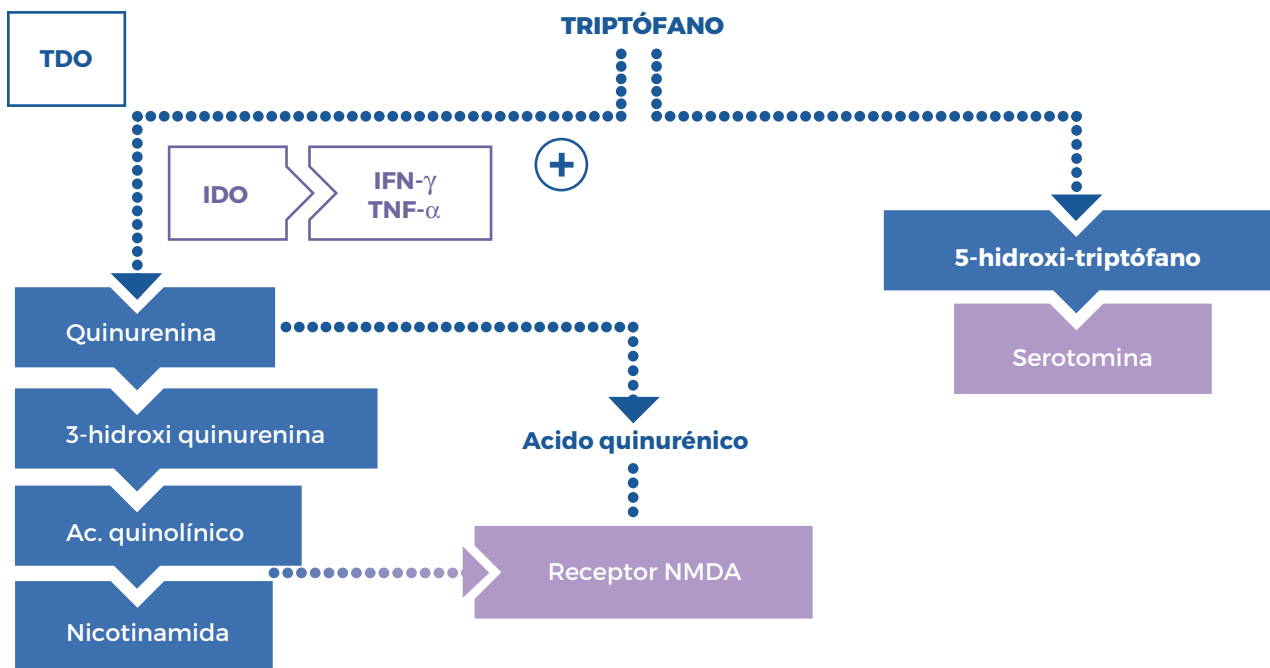 TRIPTÓFANO
TDO
+
IDO
IFN-γ
TNF-α
5-hidroxi-triptófano
Quinurenina
Serotomina
3-hidroxi quinurenina
Acido quinurénico
Ac. quinolínico
Receptor NMDA
Nicotinamida